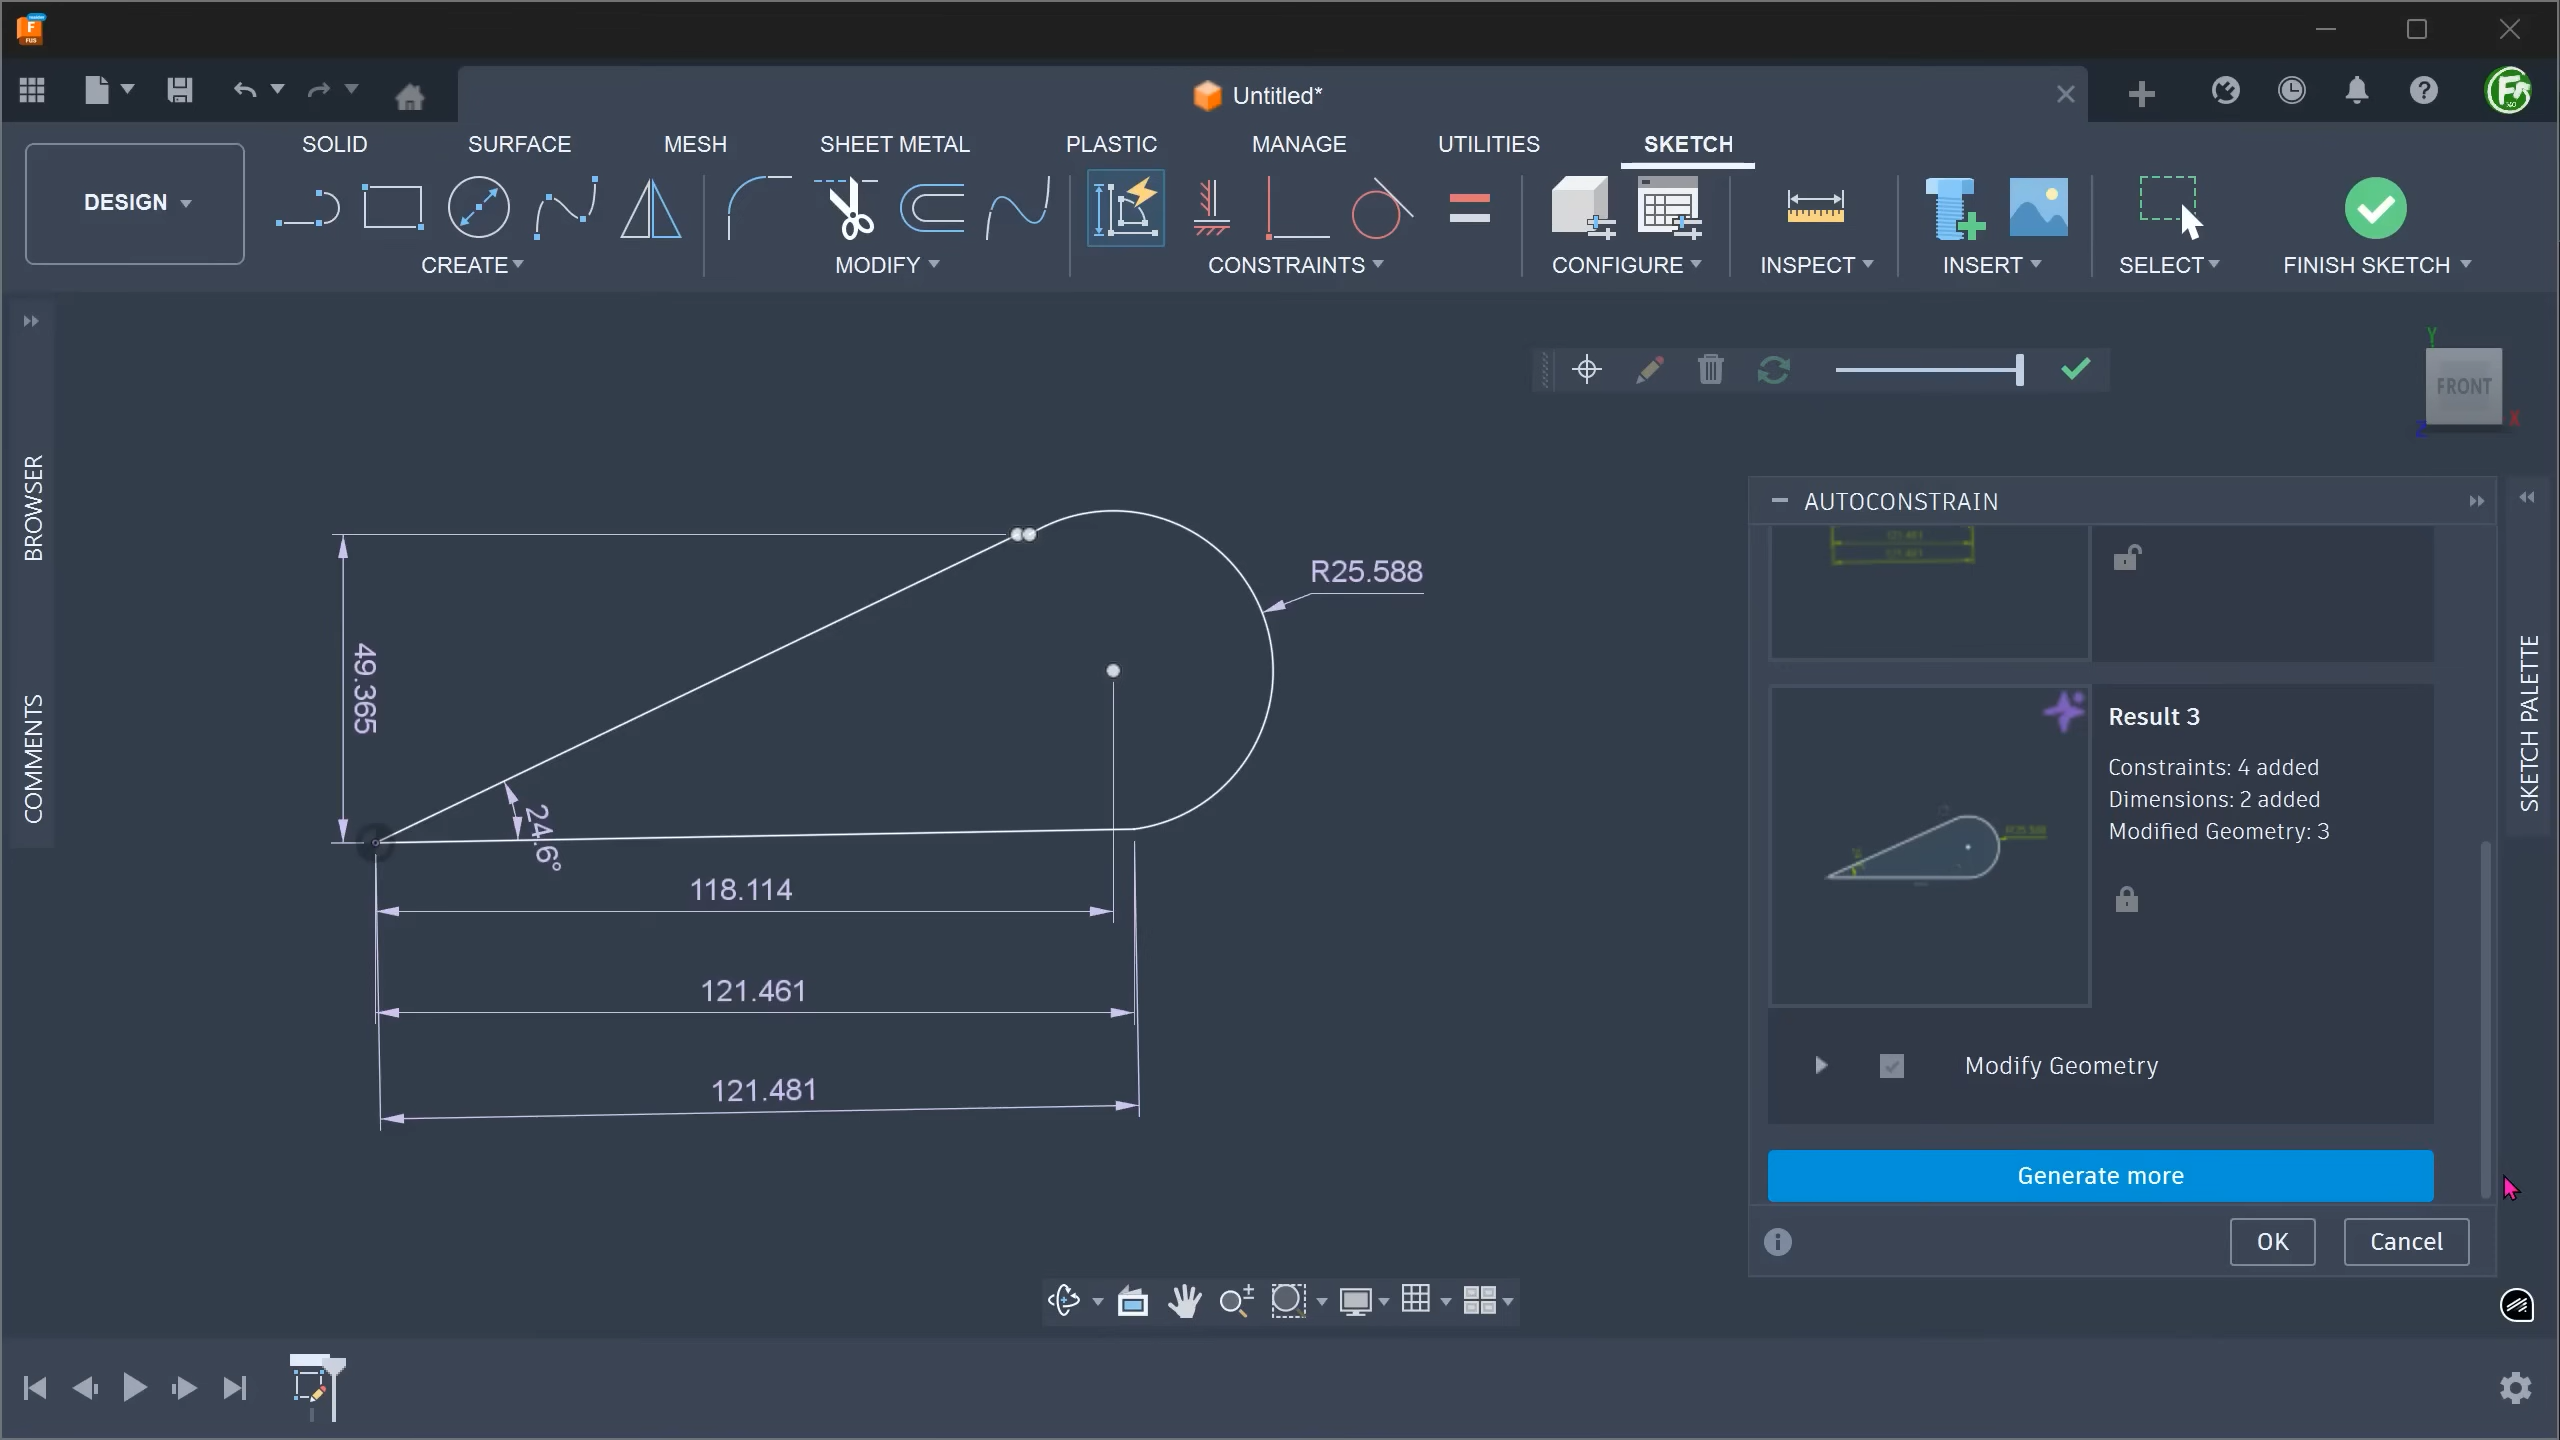 Untitled*
SOLID
SURFACE
MESH
SHEET METAL
PLASTIC
MANAGE
UTILITIES
SKETCH
DESIGN
CREATE
MODIFY
CONSTRAINTS
CONFIGURE
INSPECT
INSERT
SELECT
FINISH SKETCH
BROWSER
COMMENTS
Y
FRONT
X
Z
49.365
R25.588
24.6°
118.114
121.461
121.481
AUTOCONSTRAIN
SKETCH PALETTE
Result 3
Constraints: 4 added
Dimensions: 2 added
Modified Geometry: 3
Modify Geometry
Generate more
OK
Cancel